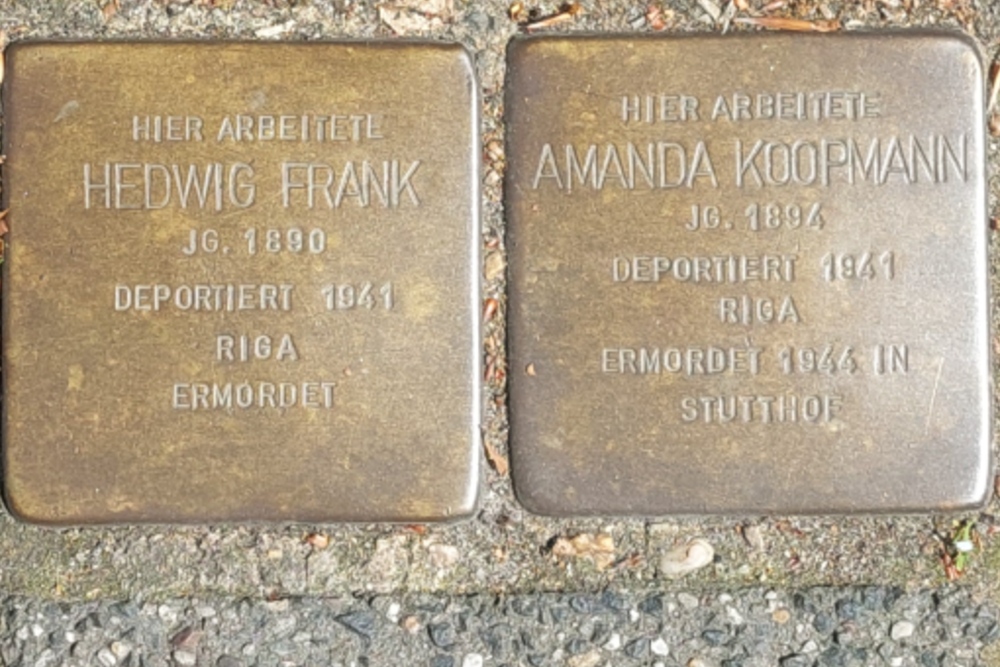 HIER ARBEITETE
HEDWIG FRANK
JG. 1890
DEPORTIERT 1941
RIGA
ERMORDET
HIER ARBEITETE
AMANDA KOOPMANN
JG. 1894
DEPORTIERT 1941
RIGA
ERMORDET 1944 IN
STUTTHOF